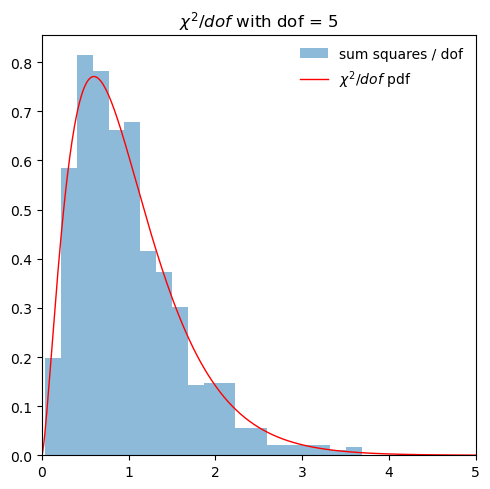 χ²/dof with dof = 5
sum squares / dof
χ²/dof pdf
0.8
0.7
0.6
0.5
0.4
0.3
0.2
0.1
0.0
0 1 2 3 4 5